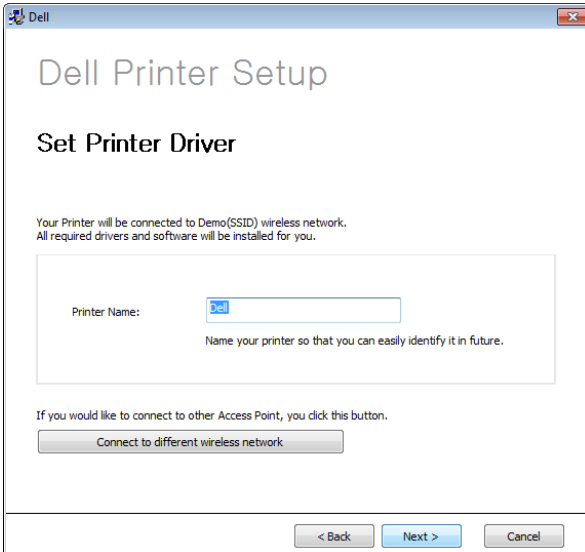 Dell
Dell Printer Setup
Set Printer Driver
Your Printer will be connected to Demo(SSID) wireless network.
All required drivers and software will be installed for you.
Printer Name:
Dell
Name your printer so that you can easily identify it in future.
If you would like to connect to other Access Point, you click this button.
Connect to different wireless network
< Back
Next >
Cancel